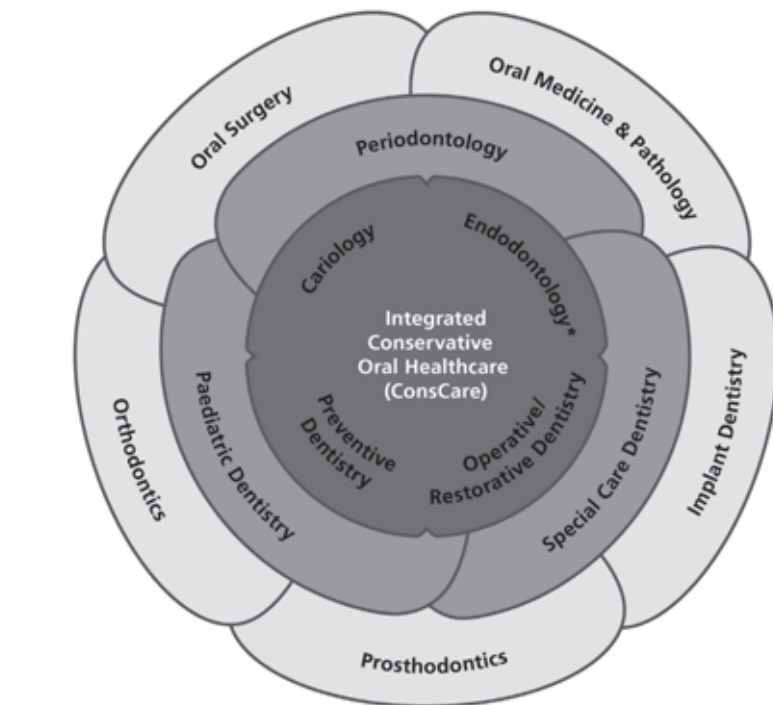 Oral Surgery
Oral Medicine & Pathology
Periodontology
Cariology
Endodontology*
Integrated
Conservative
Oral Healthcare
(ConsCare)
Preventive
Dentistry
Operative/
Restorative Dentistry
Paediatric Dentistry
Special Care Dentistry
Orthodontics
Implant Dentistry
Prosthodontics